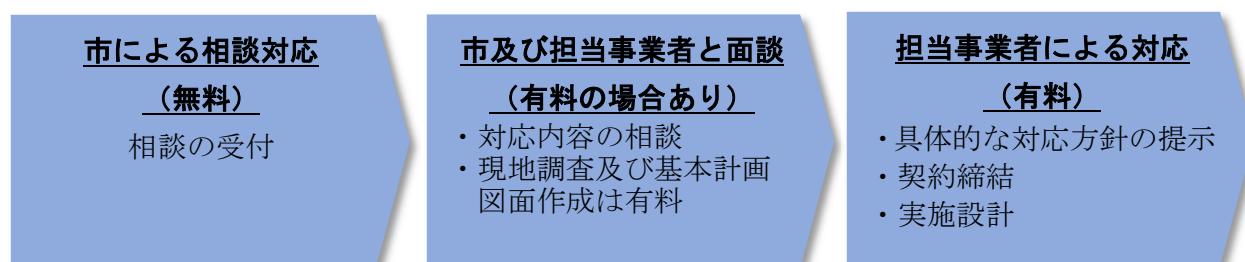 市による相談対応
（無料）
相談の受付
市及び担当事業者と面談
（有料の場合あり）
・対応内容の相談
・現地調査及び基本計画
図面作成は有料
担当事業者による対応
（有料）
・具体的な対応方針の提示
・契約締結
・実施設計